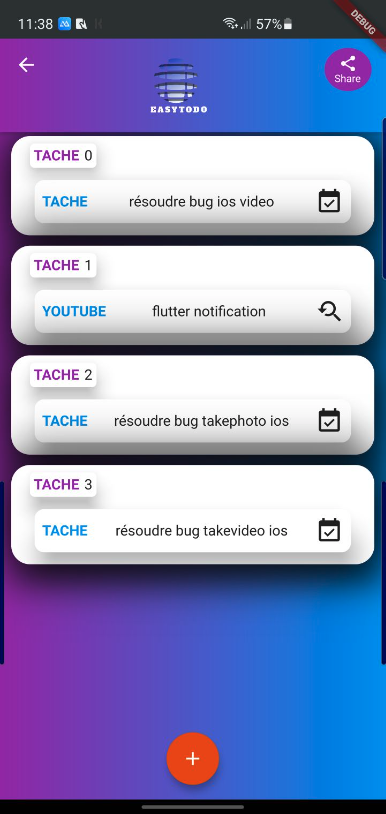 11:38
57%
DEBUG
Share
EASYTODO
TACHE 0
TACHE résoudre bug ios video
TACHE 1
YOUTUBE flutter notification
TACHE 2
TACHE résoudre bug takephoto ios
TACHE 3
TACHE résoudre bug takevideo ios
+